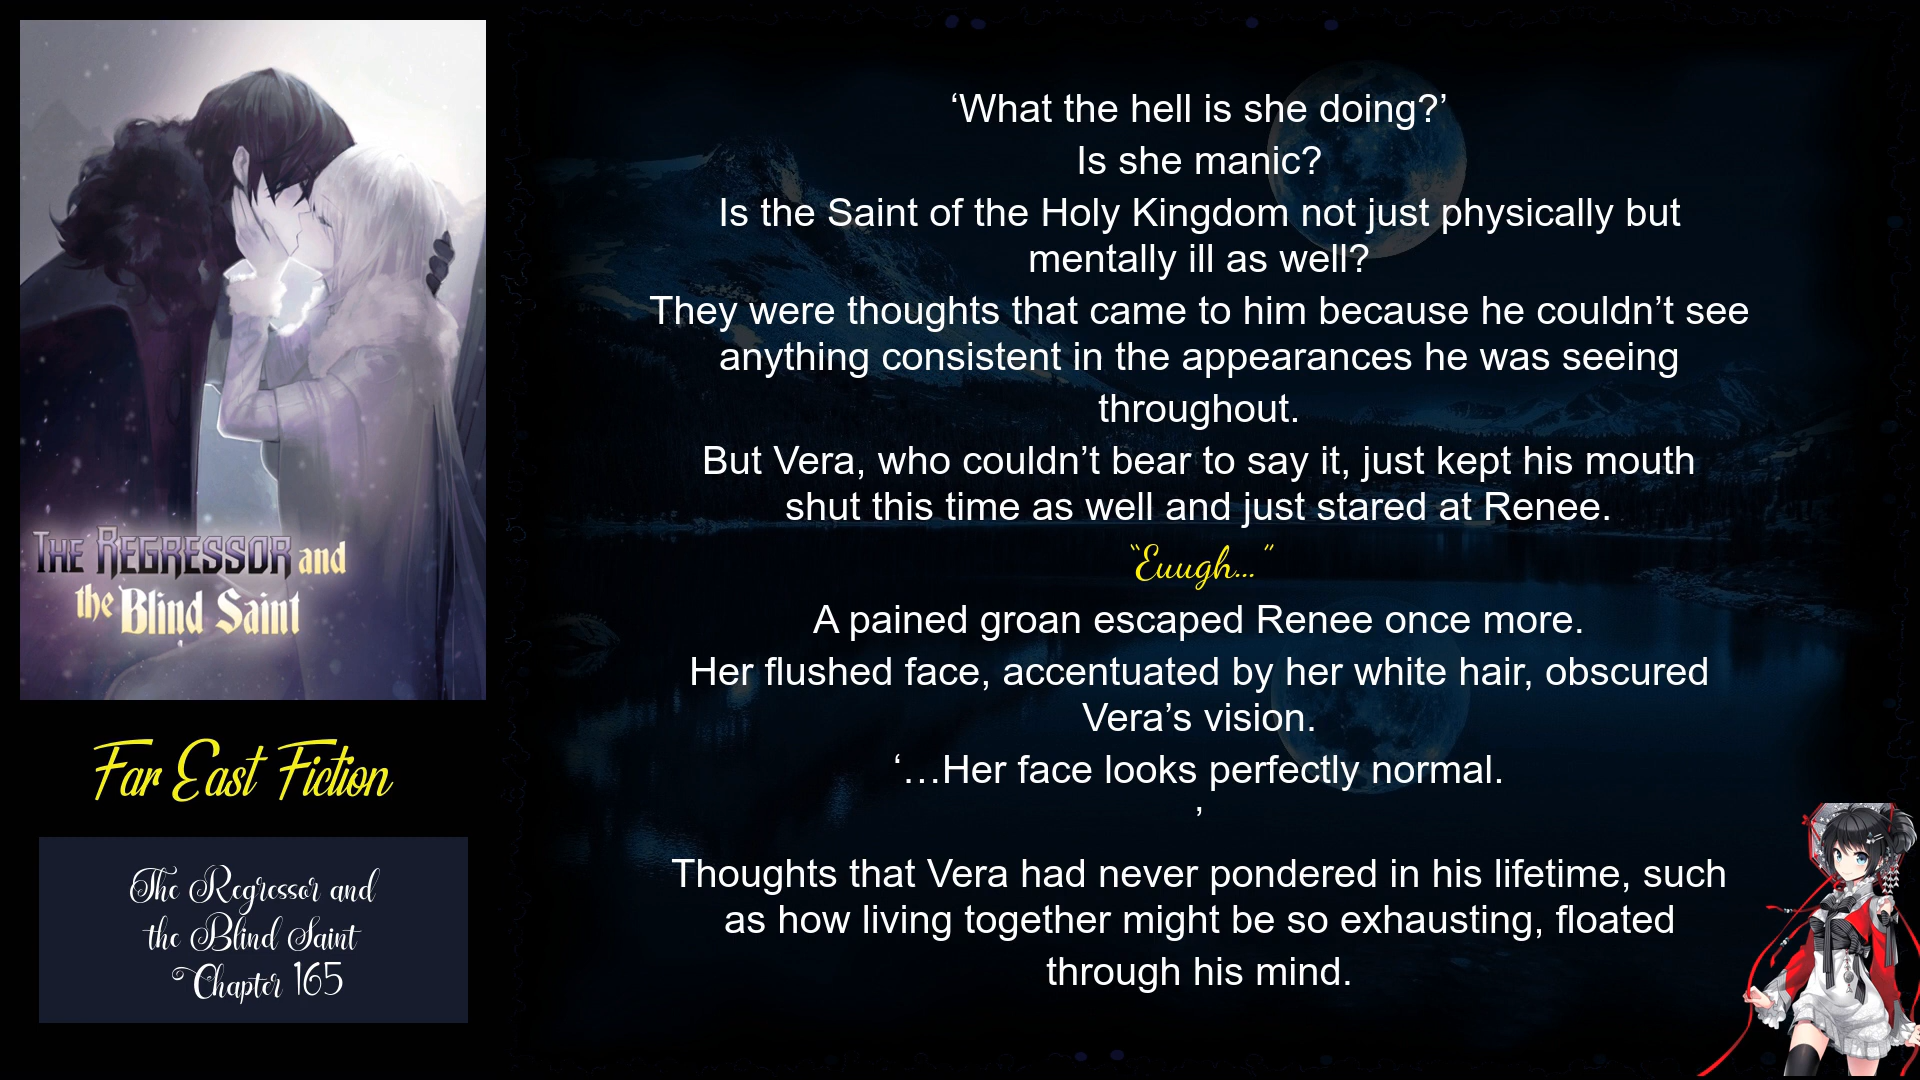 THE REGRESSOR and
the Blind Saint
Far East Fiction
The Regressor and
the Blind Saint
Chapter 165
‘What the hell is she doing?’
Is she manic?
Is the Saint of the Holy Kingdom not just physically but
mentally ill as well?
They were thoughts that came to him because he couldn’t see
anything consistent in the appearances he was seeing
throughout.
But Vera, who couldn’t bear to say it, just kept his mouth
shut this time as well and just stared at Renee.
“Euugh…”
A pained groan escaped Renee once more.
Her flushed face, accentuated by her white hair, obscured
Vera’s vision.
‘…Her face looks perfectly normal.
’
Thoughts that Vera had never pondered in his lifetime, such
as how living together might be so exhausting, floated
through his mind.